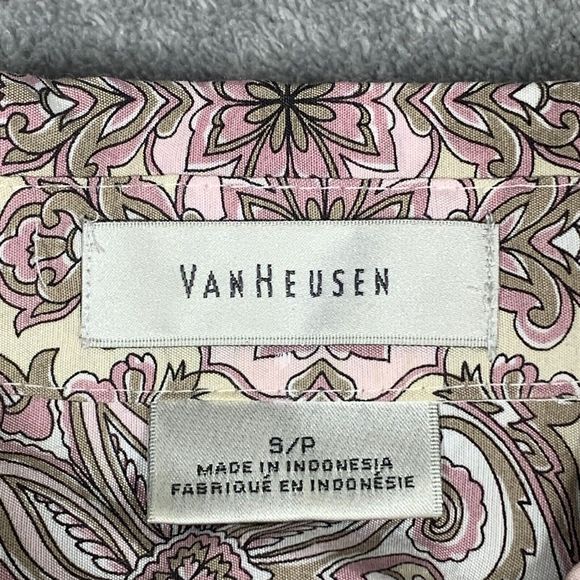 VANHEUSEN
S/P
MADE IN INDONESIA
FABRIQUÉ EN INDONÉSIE